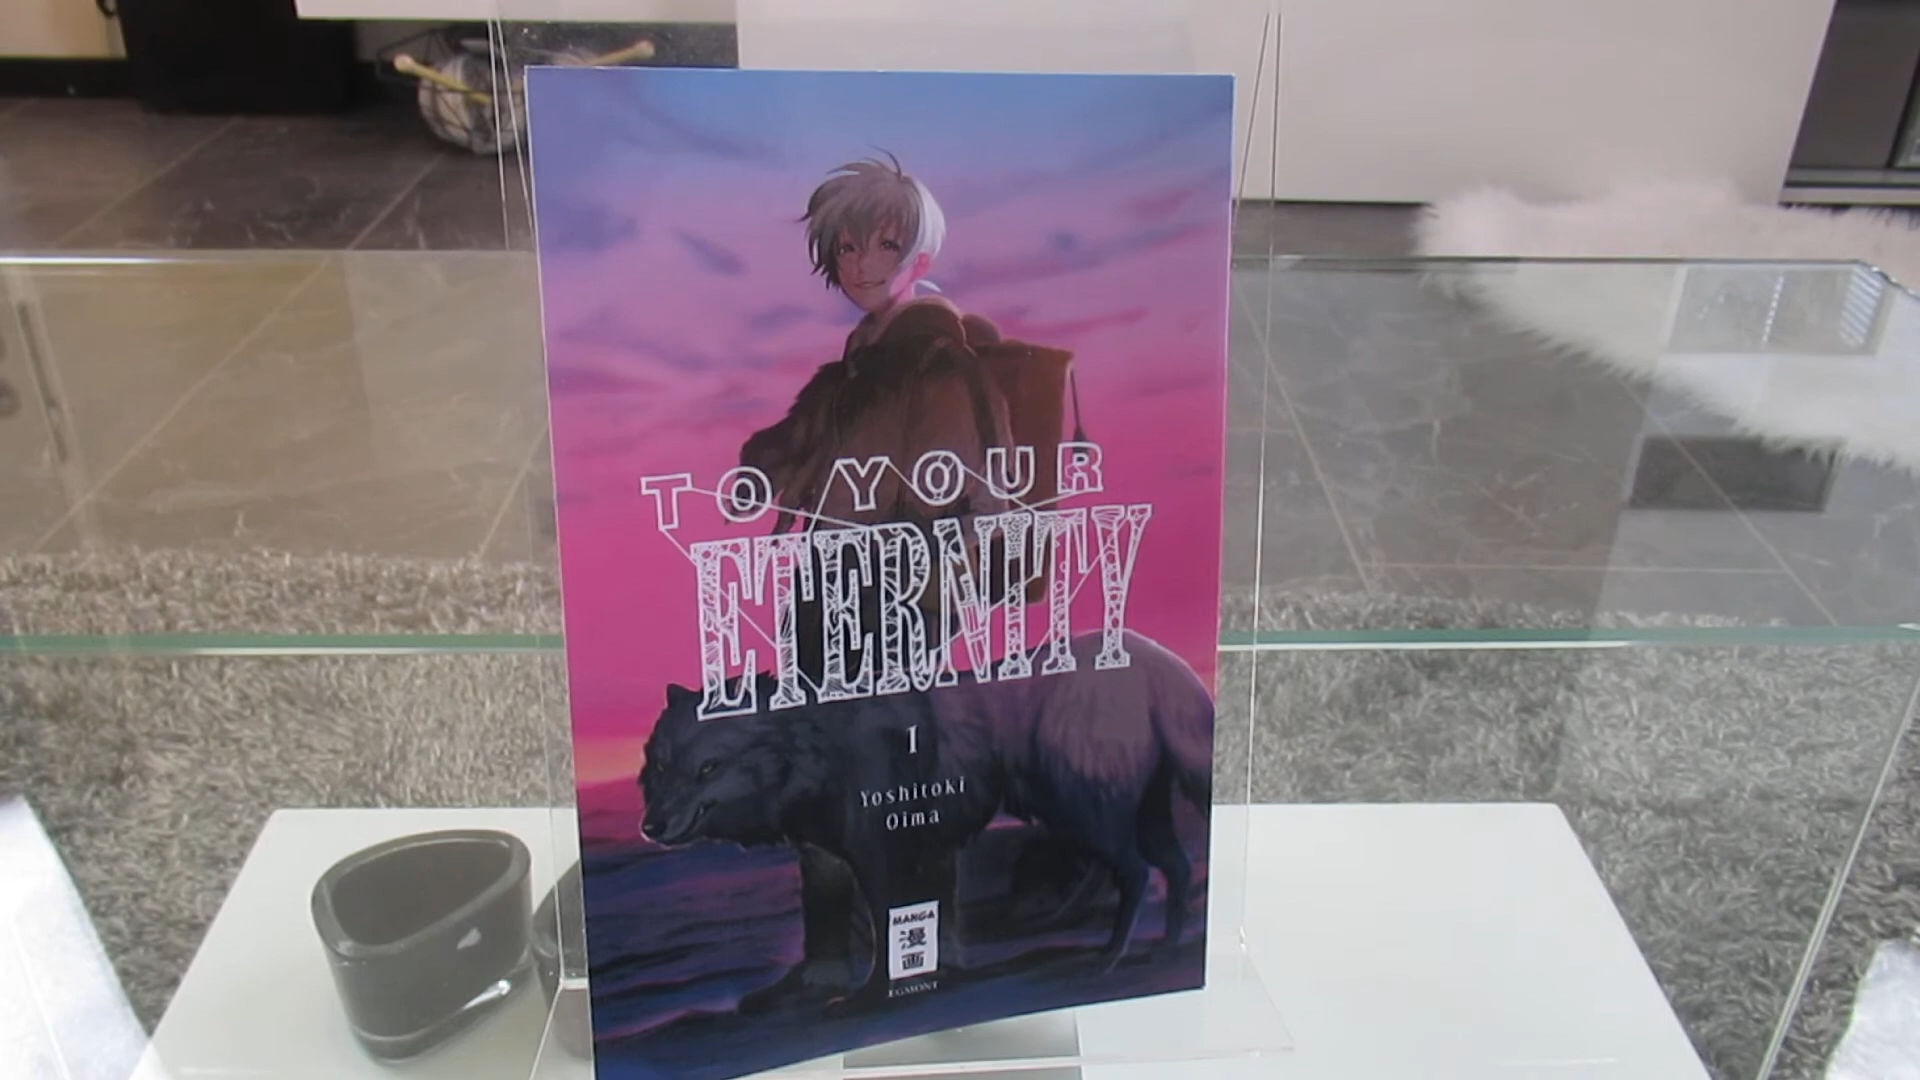 TO YOUR
ETERNITY
1
Yoshitoki
Oima
MANGA
漫
画
EGMONT